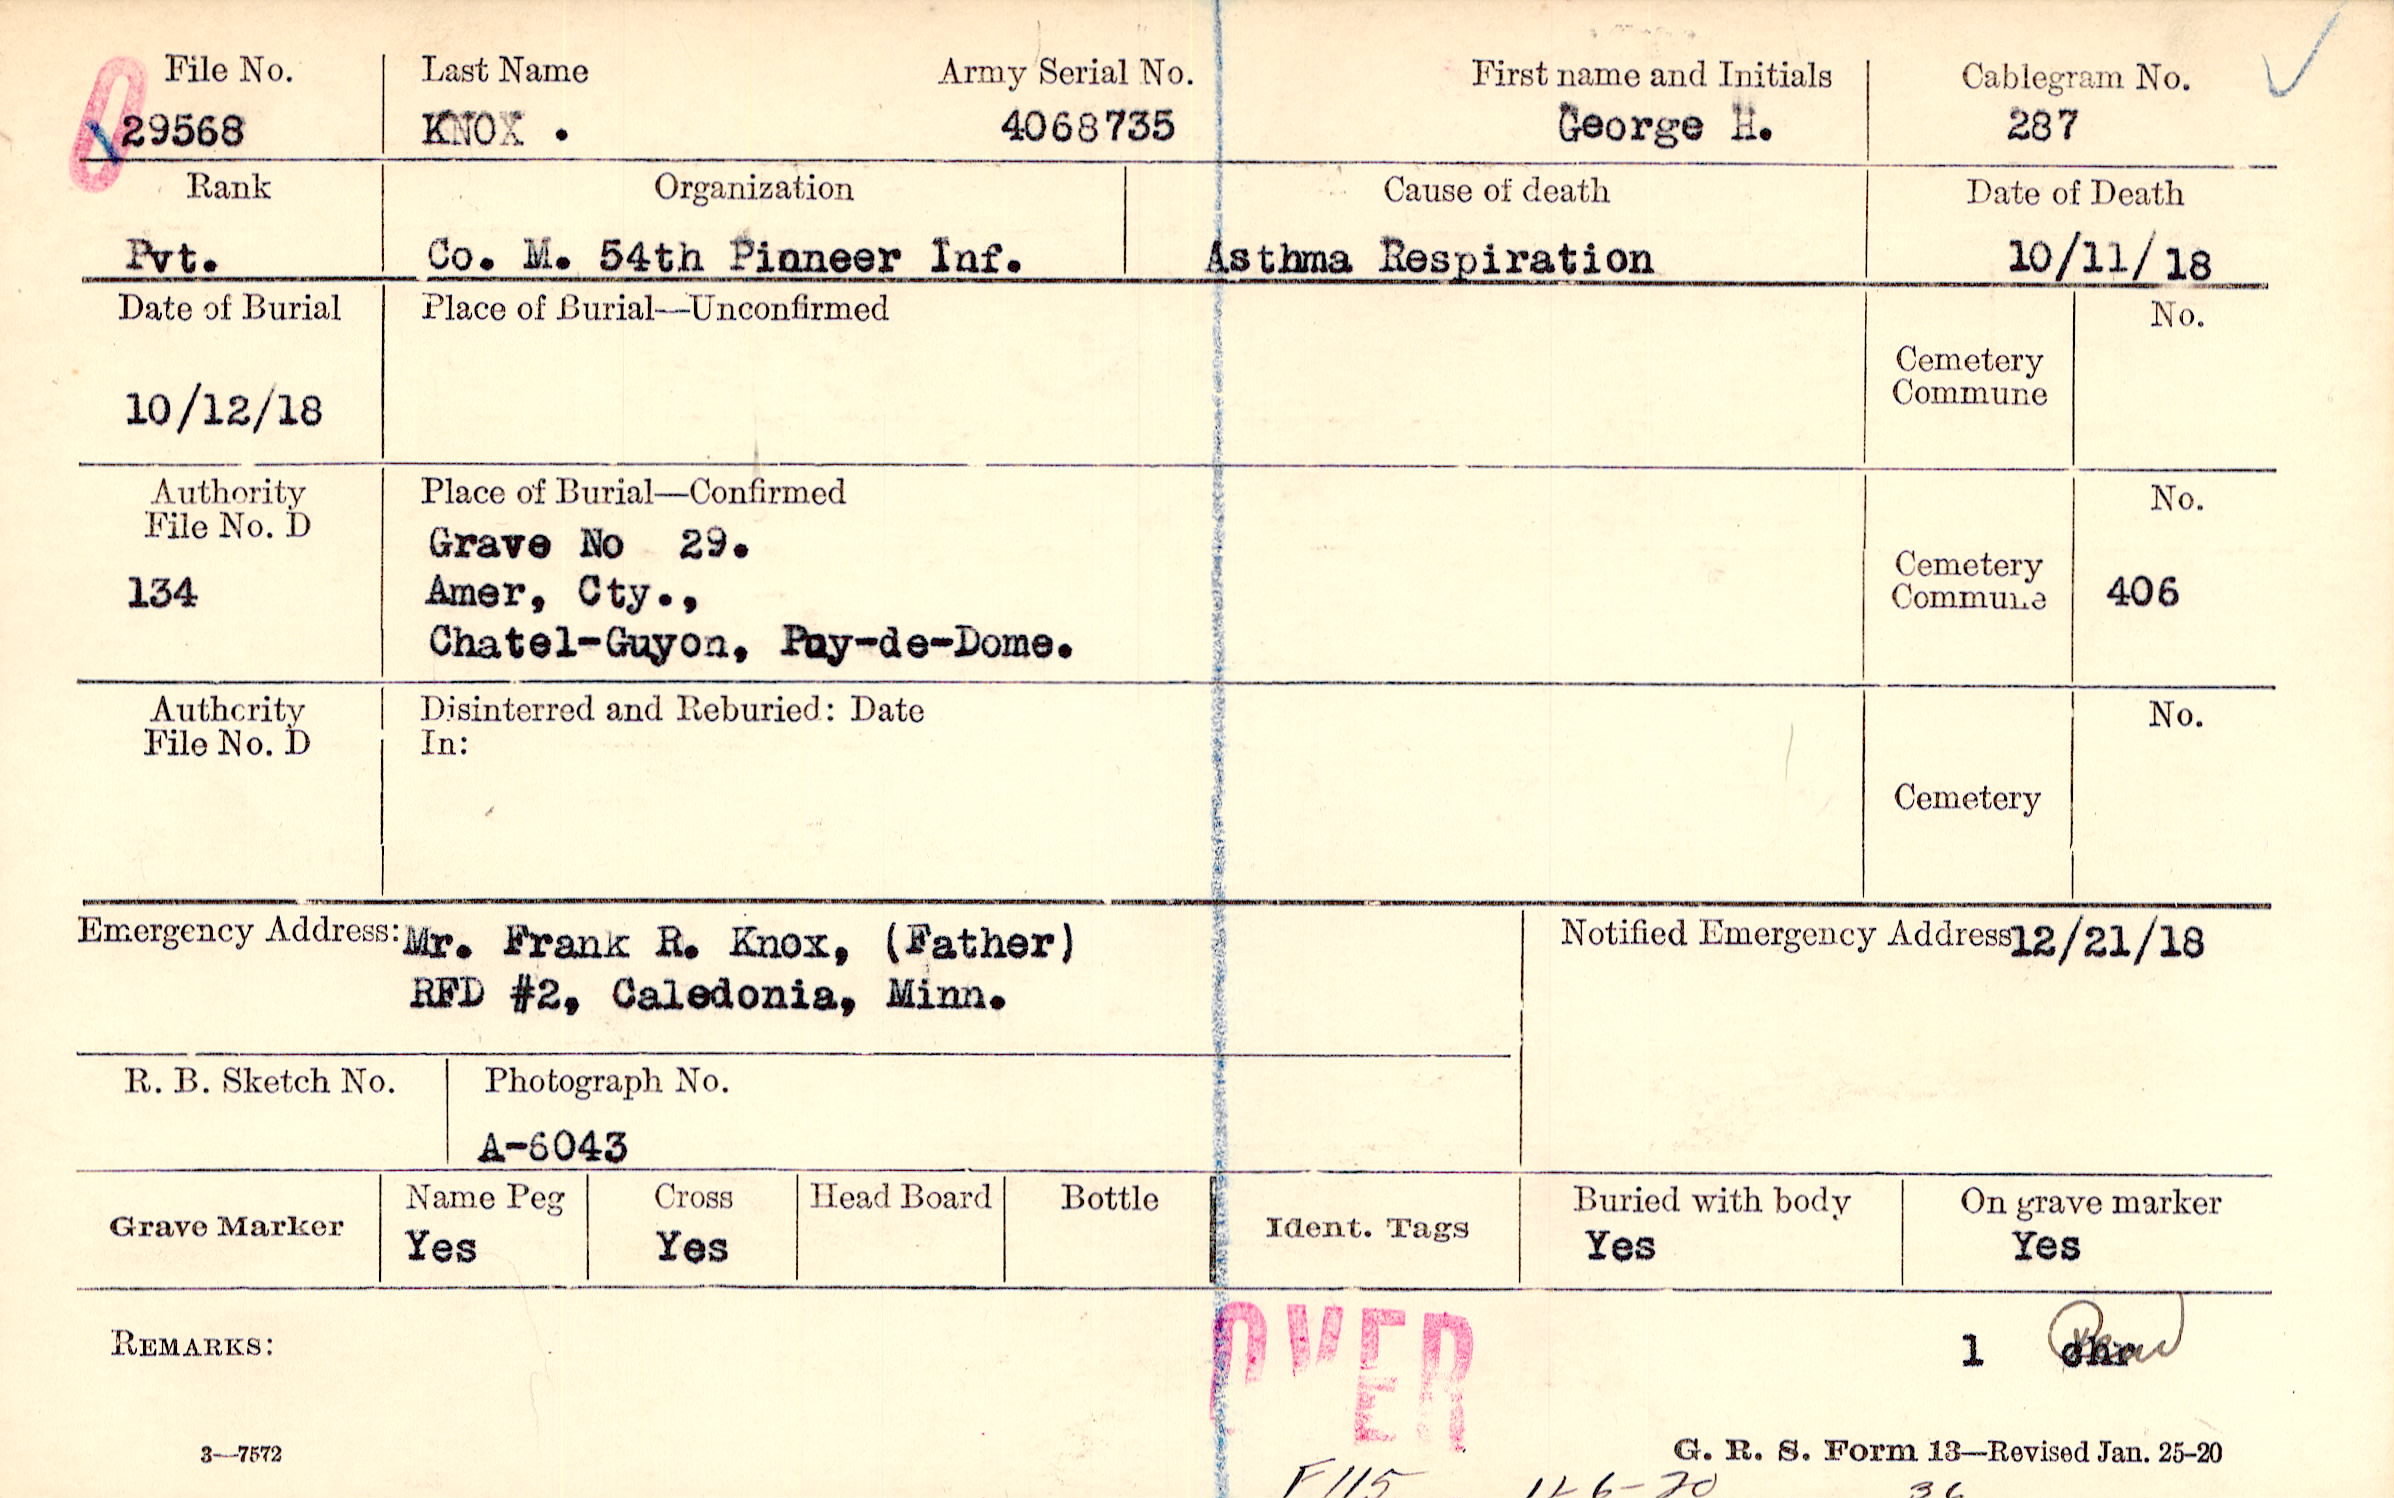 File No. Last Name Army Serial No. First name and Initials Cablegram No.
29568 KNOX . 4068735 George H. 287
Rank Organization Cause of death Date of Death
Pvt. Co. M. 54th Pinneer Inf. Asthma Respiration 10/11/18
Date of Burial Place of Burial—Unconfirmed No.
Cemetery
Commune
10/12/18
Authority Place of Burial—Confirmed No.
File No. D
Grave No 29.
134 Amer, Cty., Cemetery
Commune 406
Chatel-Guyon, Puy-de-Dome.
Authority Disinterred and Reburied: Date No.
File No. D In:
Cemetery
Emergency Address: Mr. Frank R. Knox, (Father) Notified Emergency Address 12/21/18
RFD #2, Caledonia, Minn.
R. B. Sketch No. Photograph No.
A-6043
Grave Marker Name Peg Cross Head Board Bottle Ident. Tags Buried with body On grave marker
Yes Yes Yes Yes
OVER
REMARKS: 1 chr
ER
3—7572 G. R. S. Form 13—Revised Jan. 25-20
F115